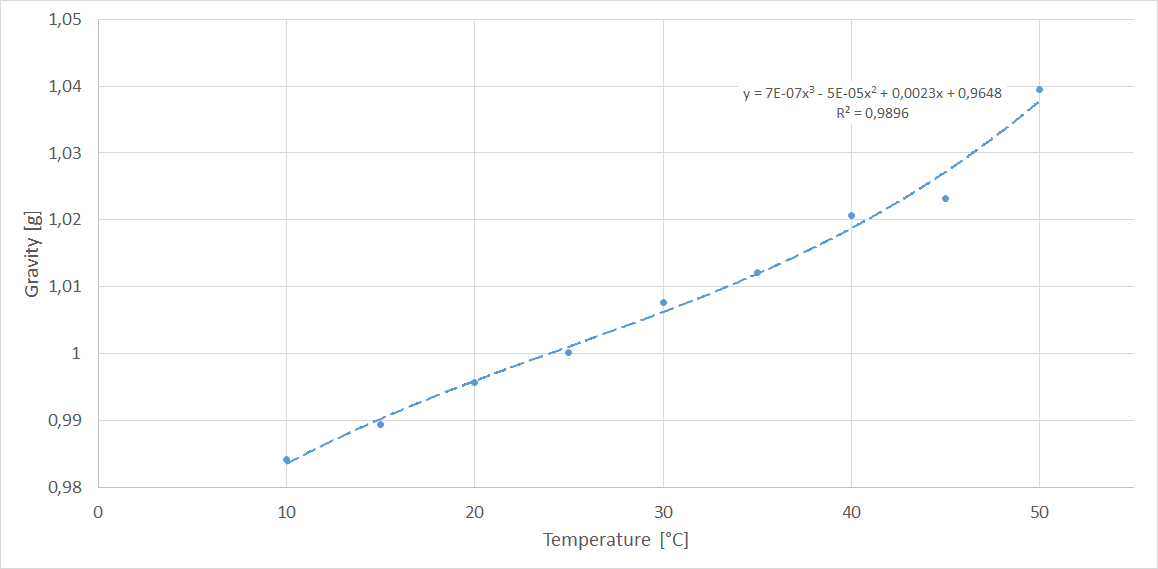 1,05
1,04
1,03
1,02
1,01
1
0,99
0,98
Gravity [g]
y = 7E-07x³ - 5E-05x² + 0,0023x + 0,9648
R² = 0,9896
0 10 20 30 40 50
Temperature [°C]